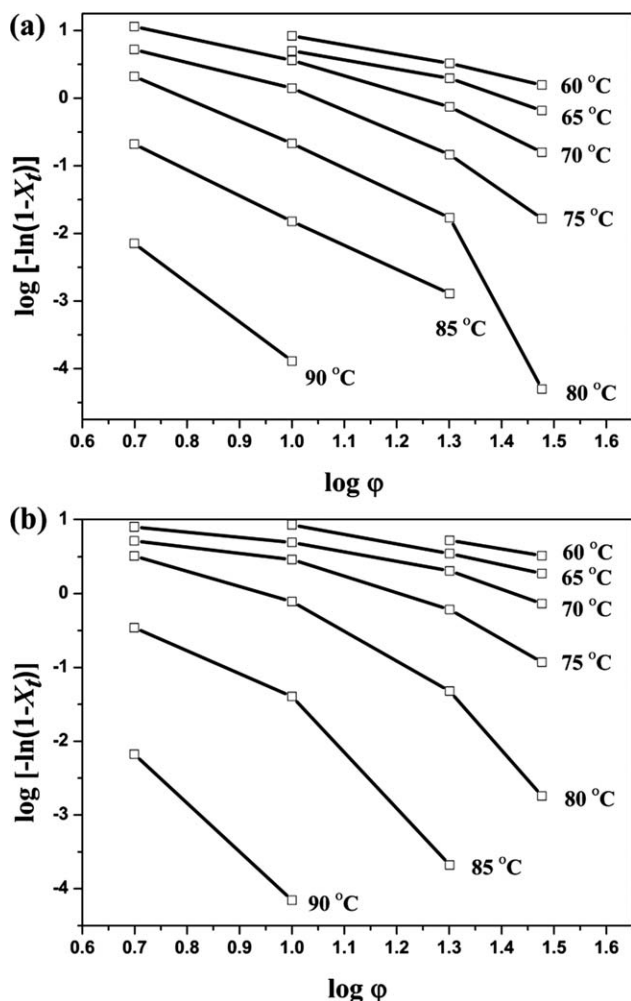 (a)
1
0
-1
-2
-3
-4
log [-ln(1-Xt)]
60 °C
65 °C
70 °C
75 °C
85 °C
90 °C
80 °C
0.6 0.7 0.8 0.9 1.0 1.1 1.2 1.3 1.4 1.5 1.6
log φ
(b)
1
0
-1
-2
-3
-4
log [-ln(1-Xt)]
60 °C
65 °C
70 °C
75 °C
80 °C
85 °C
90 °C
0.6 0.7 0.8 0.9 1.0 1.1 1.2 1.3 1.4 1.5 1.6
log φ